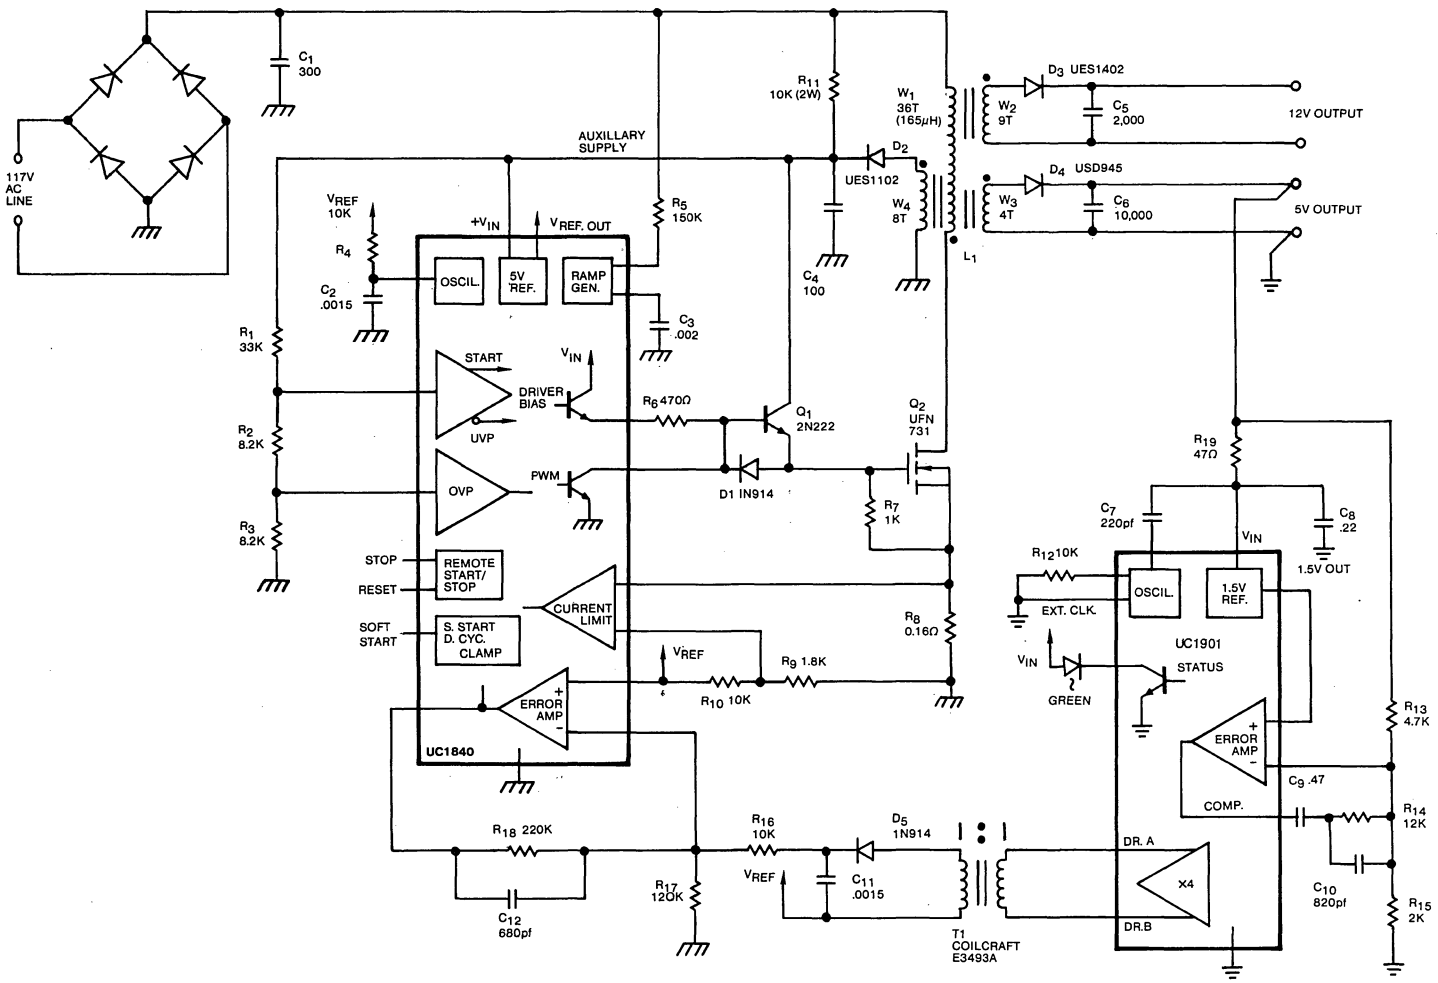 C1
300
117V
AC
LINE
R11
10K (2W)
W1
36T
(165µH)
D3 UES1402
W2
9T
C5
2,000
12V OUTPUT
AUXILLARY
SUPPLY
D2
UES1102
D4 USD945
W3
4T
C6
10,000
5V OUTPUT
W4
8T
L1
VREF
10K
R4
C2
.0015
+VIN
VREF. OUT
R5
150K
C4
100
OSCIL.
5V
REF.
RAMP
GEN.
C3
.002
R1
33K
START
UVP
DRIVER
BIAS
VIN
R6 470Ω
Q1
2N222
Q2
UFN
731
R2
8.2K
OVP
PWM
D1 IN914
R7
1K
R3
8.2K
R19
47Ω
C7
220pf
C8
.22
VIN
1.5V OUT
STOP
RESET
REMOTE
START/
STOP
SOFT
START
S. START
D. CYC.
CLAMP
CURRENT
LIMIT
R8
0.16Ω
VREF
R10 10K
R9 1.8K
ERROR
AMP
+
−
UC1840
R12 10K
EXT. CLK.
OSCIL.
1.5V
REF.
UC1901
VIN
GREEN
STATUS
ERROR
AMP
+
−
R13
4.7K
C9 .47
COMP.
R14
12K
C10
820pf
R15
2K
R18 220K
C12
680pf
R17
120K
R16
10K
D5
1N914
VREF
C11
.0015
T1
COILCRAFT
E3493A
DR. A
X4
DR.B